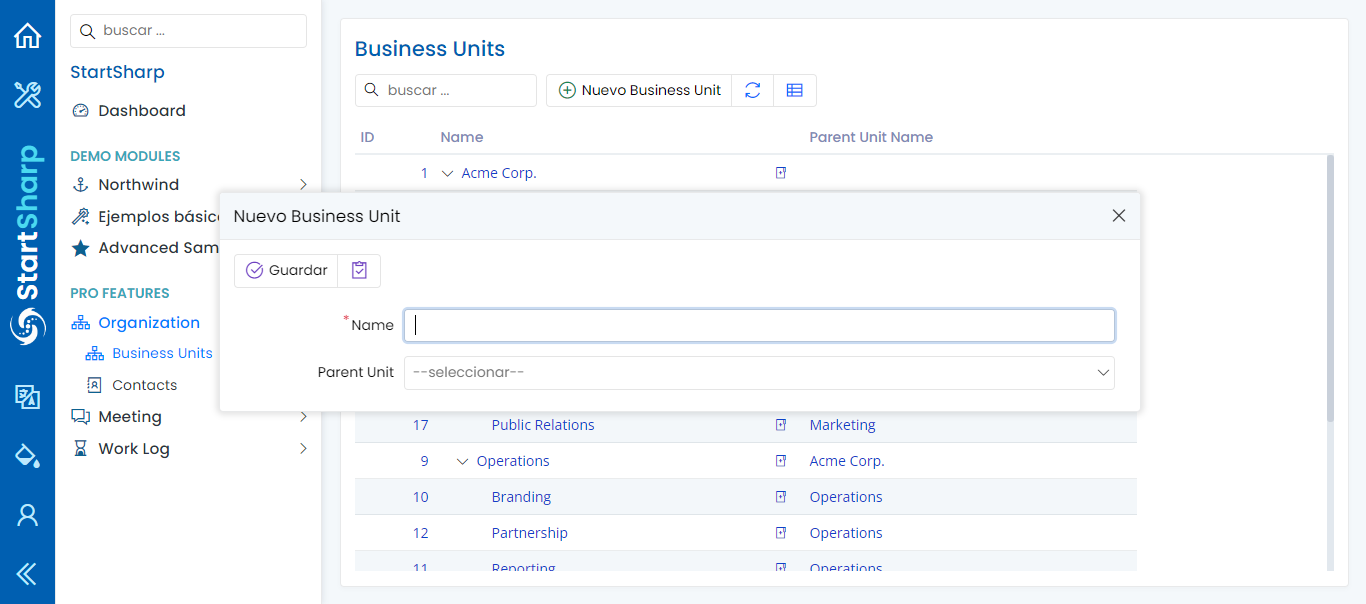 buscar ...
StartSharp
Dashboard
DEMO MODULES
Northwind
Ejemplos básic
Advanced Sam
PRO FEATURES
Organization
Business Units
Contacts
Meeting
Work Log
StartSharp
Business Units
buscar ...
Nuevo Business Unit
ID Name Parent Unit Name
1 Acme Corp.
Nuevo Business Unit
Guardar
*Name
Parent Unit --seleccionar--
17 Public Relations Marketing
9 Operations Acme Corp.
10 Branding Operations
12 Partnership Operations
11 Reporting Operations